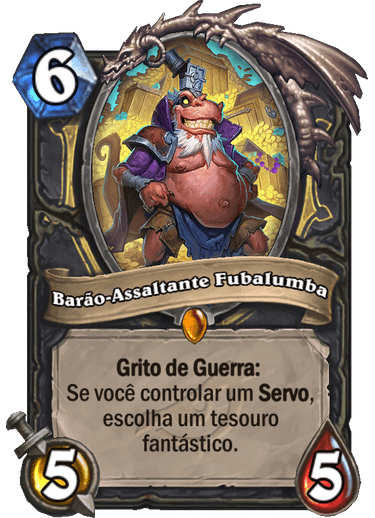 6
Barão-Assaltante Fubalumba
Grito de Guerra:
Se você controlar um Servo,
escolha um tesouro
fantástico.
5
5